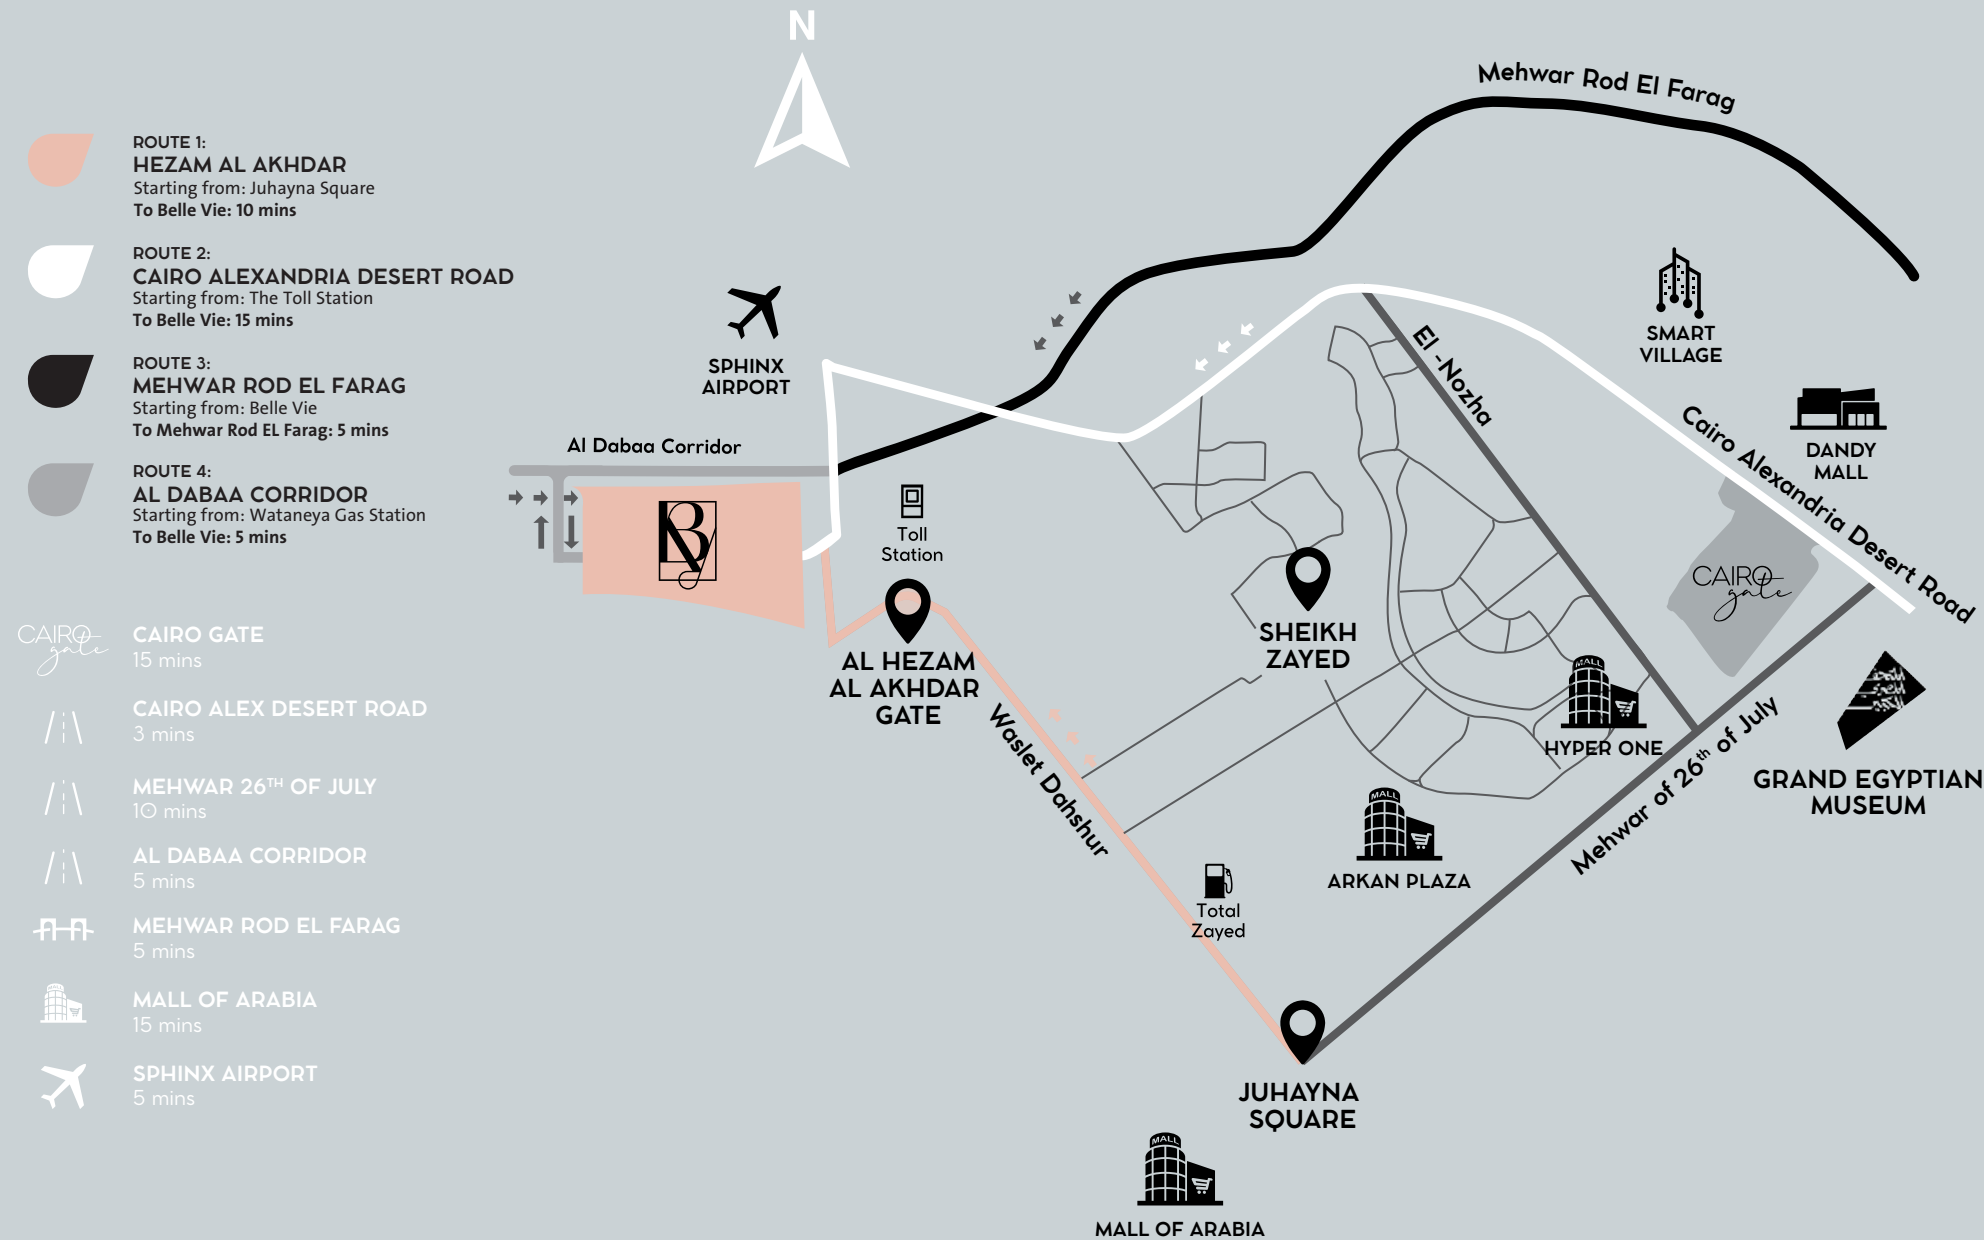 N
Mehwar Rod El Farag
ROUTE 1:
HEZAM AL AKHDAR
Starting from: Juhayna Square
To Belle Vie: 10 mins
ROUTE 2:
CAIRO ALEXANDRIA DESERT ROAD
Starting from: The Toll Station
To Belle Vie: 15 mins
ROUTE 3:
MEHWAR ROD EL FARAG
Starting from: Belle Vie
To Mehwar Rod EL Farag: 5 mins
ROUTE 4:
AL DABAA CORRIDOR
Starting from: Wataneya Gas Station
To Belle Vie: 5 mins
CAIRO
gate
CAIRO GATE
15 mins
CAIRO ALEX DESERT ROAD
3 mins
MEHWAR 26TH OF JULY
10 mins
AL DABAA CORRIDOR
5 mins
MEHWAR ROD EL FARAG
5 mins
MALL OF ARABIA
15 mins
SPHINX AIRPORT
5 mins
SPHINX
AIRPORT
Al Dabaa Corridor
BV
Toll
Station
AL HEZAM
AL AKHDAR
GATE
Waslet Dahshur
El -Nozha
SMART
VILLAGE
DANDY
MALL
Cairo Alexandria Desert Road
CAIRO
gate
SHEIKH
ZAYED
MALL
HYPER ONE
Mehwar of 26th of July
GRAND EGYPTIAN
MUSEUM
MALL
ARKAN PLAZA
Total
Zayed
JUHAYNA
SQUARE
MALL
MALL OF ARABIA